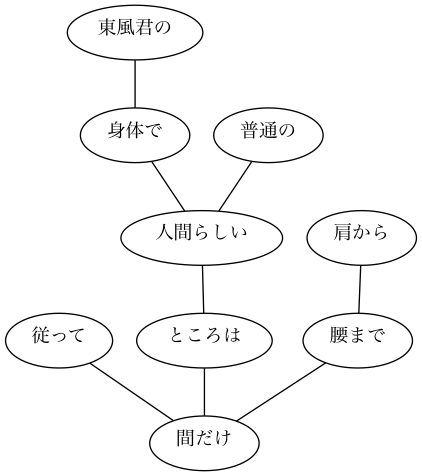 東風君の
身体で
普通の
人間らしい
肩から
従って
ところは
腰まで
間だけ